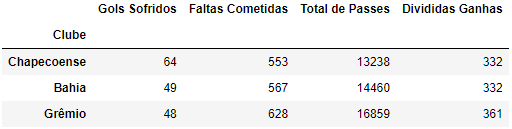 Gols Sofridos Faltas Cometidas Total de Passes Divididas Ganhas
Clube
Chapecoense 64 553 13238 332
Bahia 49 567 14460 332
Grêmio 48 628 16859 361